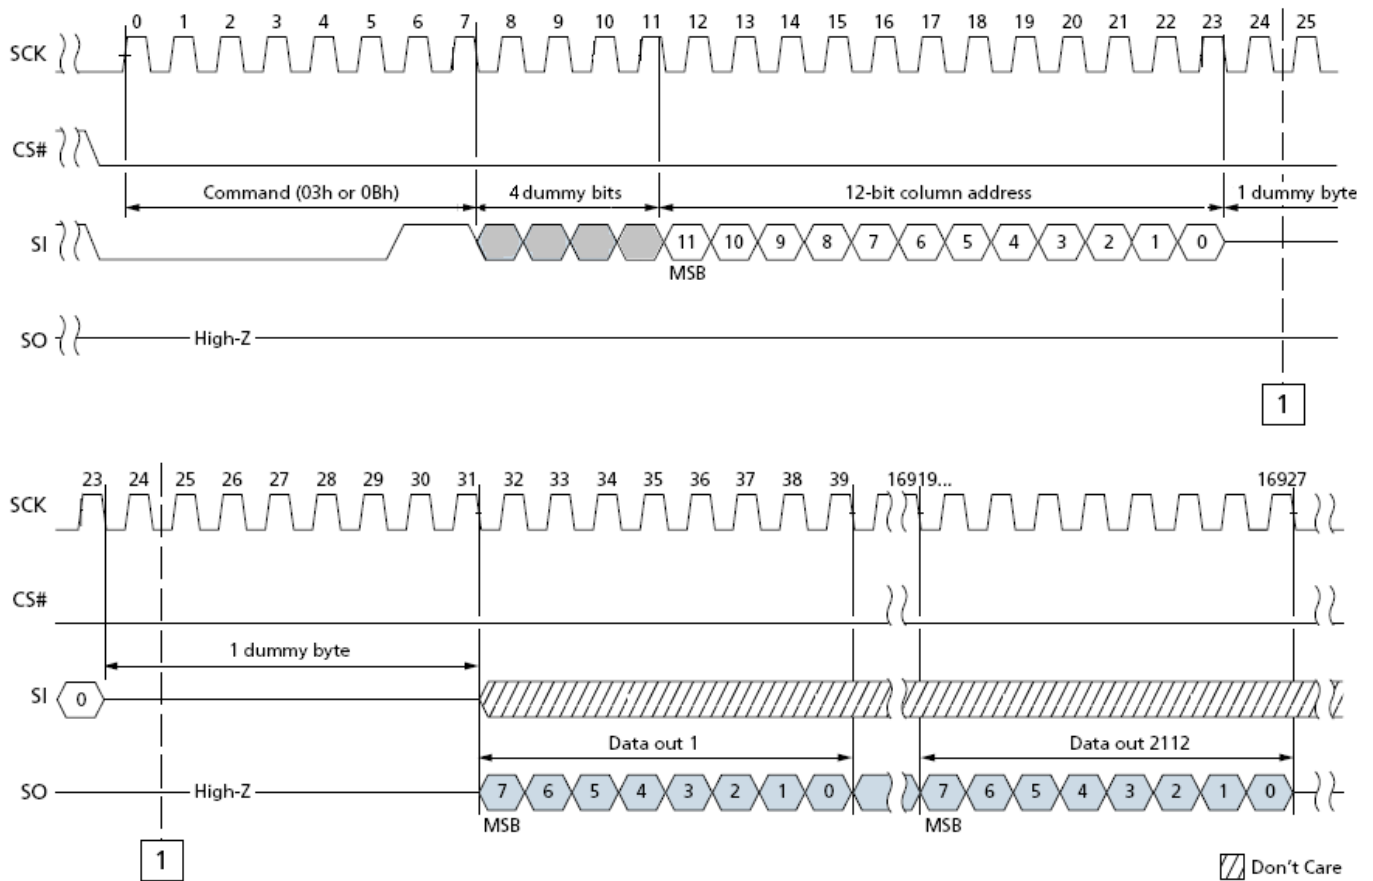 0 1 2 3 4 5 6 7 8 9 10 11 12 13 14 15 16 17 18 19 20 21 22 23 24 25
SCK
CS#
Command (03h or 0Bh) 4 dummy bits 12-bit column address 1 dummy byte
SI 11 10 9 8 7 6 5 4 3 2 1 0
MSB
SO High-Z
1
23 24 25 26 27 28 29 30 31 32 33 34 35 36 37 38 39 16919... 16927
SCK
CS#
1 dummy byte
SI 0
Data out 1 Data out 2112
SO High-Z 7 6 5 4 3 2 1 0 7 6 5 4 3 2 1 0
MSB MSB
1
Don't Care